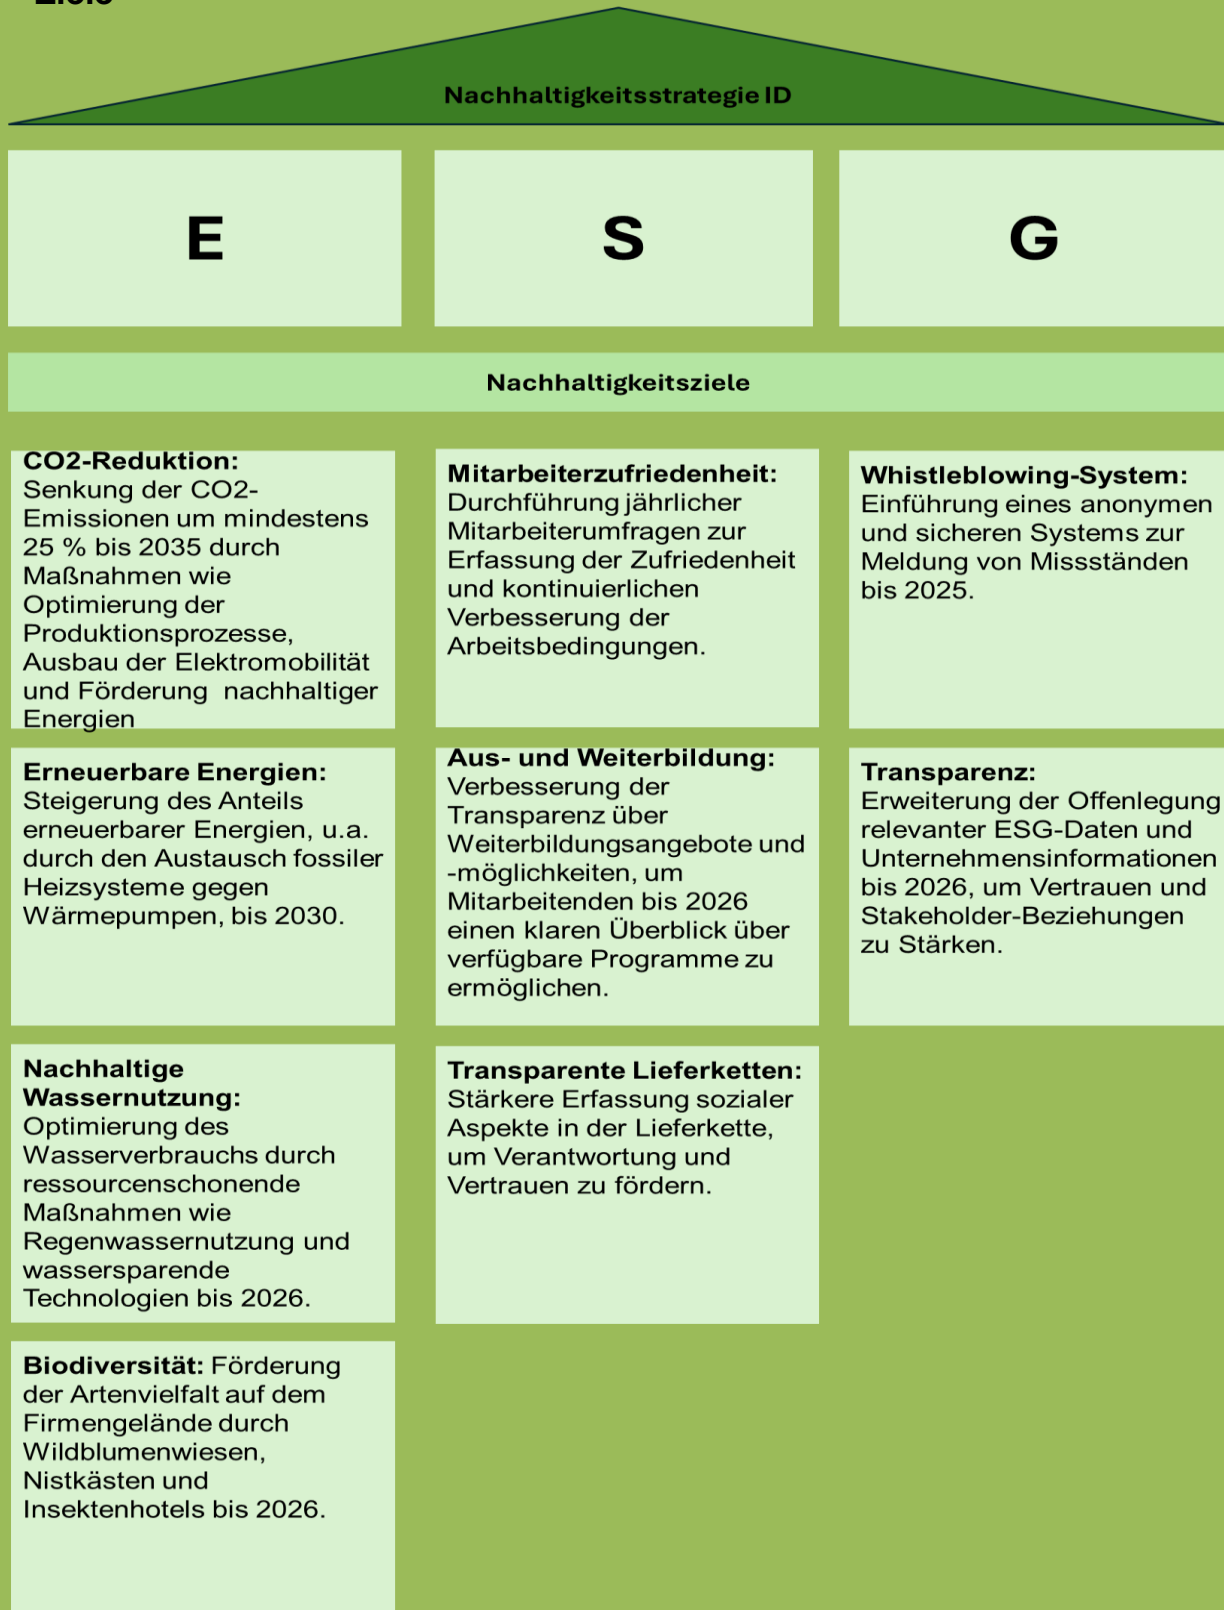 Ziele
Nachhaltigkeitsstrategie ID
E
S
G
Nachhaltigkeitsziele
CO2-Reduktion:
Senkung der CO2-
Emissionen um mindestens
25 % bis 2035 durch
Maßnahmen wie
Optimierung der
Produktionsprozesse,
Ausbau der Elektromobilität
und Förderung  nachhaltiger
Energien
Erneuerbare Energien:
Steigerung des Anteils
erneuerbarer Energien, u.a.
durch den Austausch fossiler
Heizsysteme gegen
Wärmepumpen, bis 2030.
Nachhaltige
Wassernutzung:
Optimierung des
Wasserverbrauchs durch
ressourcenschonende
Maßnahmen wie
Regenwassernutzung und
wassersparende
Technologien bis 2026.
Biodiversität: Förderung
der Artenvielfalt auf dem
Firmengelände durch
Wildblumenwiesen,
Nistkästen und
Insektenhotels bis 2026.
Mitarbeiterzufriedenheit:
Durchführung jährlicher
Mitarbeiterumfragen zur
Erfassung der Zufriedenheit
und kontinuierlichen
Verbesserung der
Arbeitsbedingungen.
Aus- und Weiterbildung:
Verbesserung der
Transparenz über
Weiterbildungsangebote und
-möglichkeiten, um
Mitarbeitenden bis 2026
einen klaren Überblick über
verfügbare Programme zu
ermöglichen.
Transparente Lieferketten:
Stärkere Erfassung sozialer
Aspekte in der Lieferkette,
um Verantwortung und
Vertrauen zu fördern.
Whistleblowing-System:
Einführung eines anonymen
und sicheren Systems zur
Meldung von Missständen
bis 2025.
Transparenz:
Erweiterung der Offenlegung
relevanter ESG-Daten und
Unternehmensinformationen
bis 2026, um Vertrauen und
Stakeholder-Beziehungen
zu Stärken.